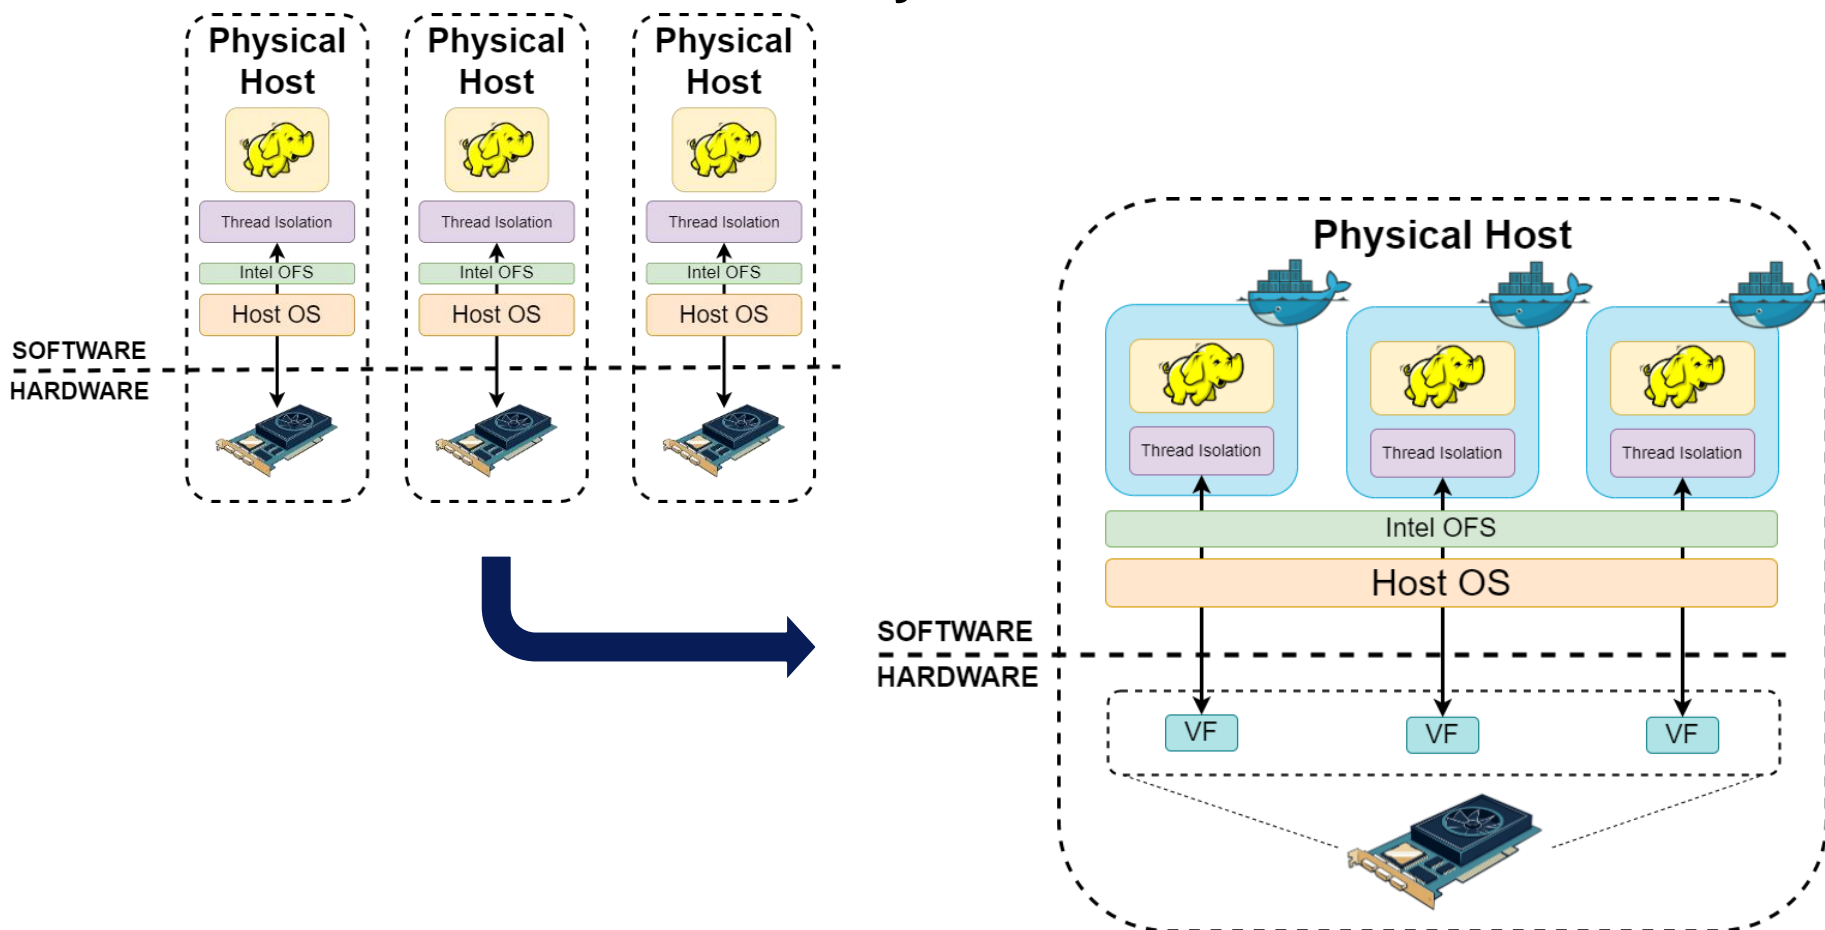 Physical
Host
Thread Isolation
Intel OFS
Host OS
Physical
Host
Thread Isolation
Intel OFS
Host OS
Physical
Host
Thread Isolation
Intel OFS
Host OS
SOFTWARE
HARDWARE
Physical Host
Thread Isolation
Thread Isolation
Thread Isolation
Intel OFS
Host OS
SOFTWARE
HARDWARE
VF
VF
VF